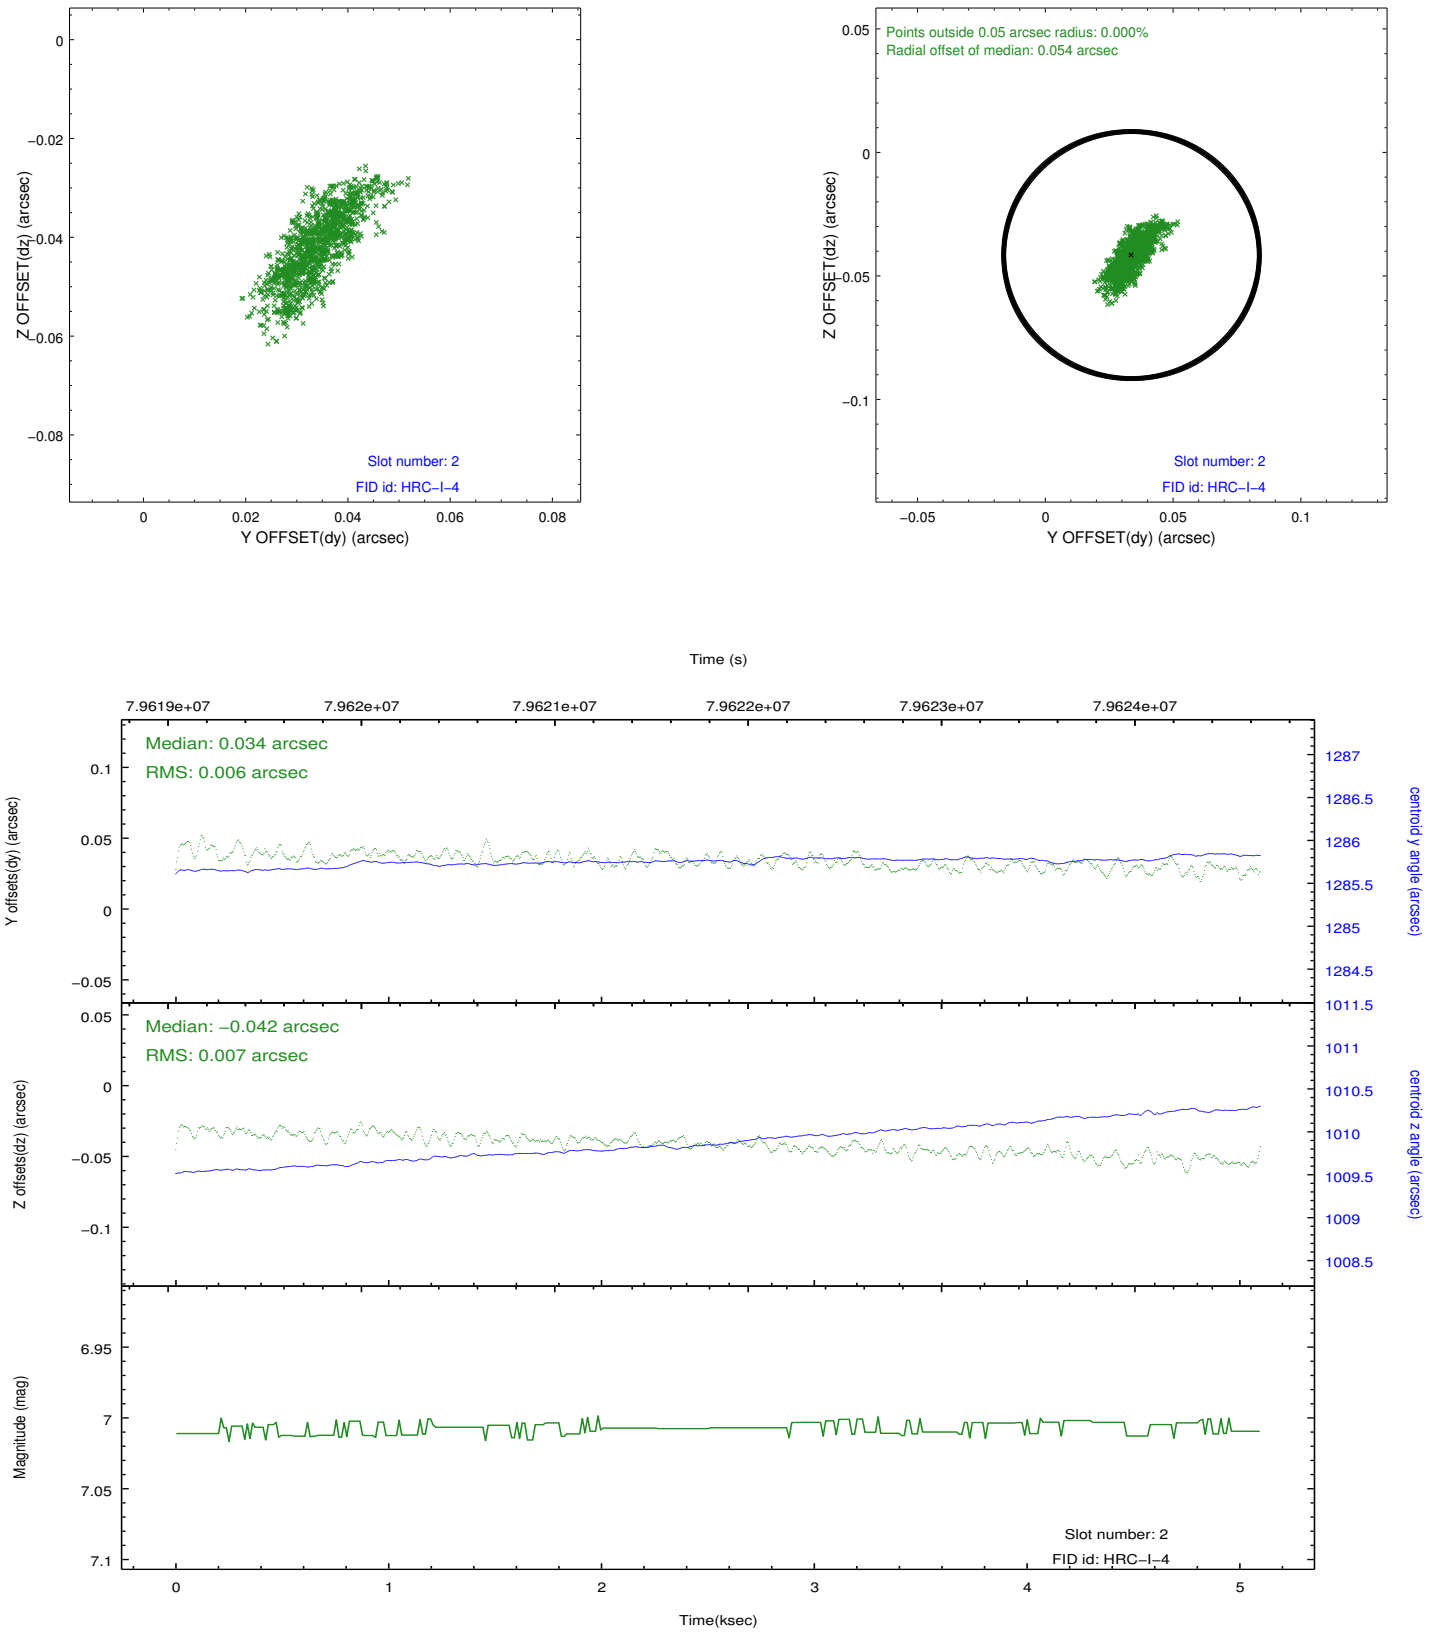 0
−0.02
−0.04
−0.06
−0.08
Z OFFSET(dz) (arcsec)
Slot number: 2
FID id: HRC−I−4
0 0.02 0.04 0.06 0.08
Y OFFSET(dy) (arcsec)
Points outside 0.05 arcsec radius: 0.000%
Radial offset of median: 0.054 arcsec
0.05
0
−0.05
−0.1
Z OFFSET(dz) (arcsec)
Slot number: 2
FID id: HRC−I−4
−0.05 0 0.05 0.1
Y OFFSET(dy) (arcsec)
Time (s)
7.9619e+07 7.962e+07 7.9621e+07 7.9622e+07 7.9623e+07 7.9624e+07
Median: 0.034 arcsec
RMS: 0.006 arcsec
0.1
0.05
0
−0.05
Y offsets(dy) (arcsec)
1287
1286.5
1286
1285.5
1285
1284.5
centroid y angle (arcsec)
Median: −0.042 arcsec
RMS: 0.007 arcsec
0.05
0
−0.05
−0.1
Z offsets(dz) (arcsec)
1011.5
1011
1010.5
1010
1009.5
1009
1008.5
centroid z angle (arcsec)
6.95
7
7.05
7.1
Magnitude (mag)
Slot number: 2
FID id: HRC−I−4
0 1 2 3 4 5
Time(ksec)